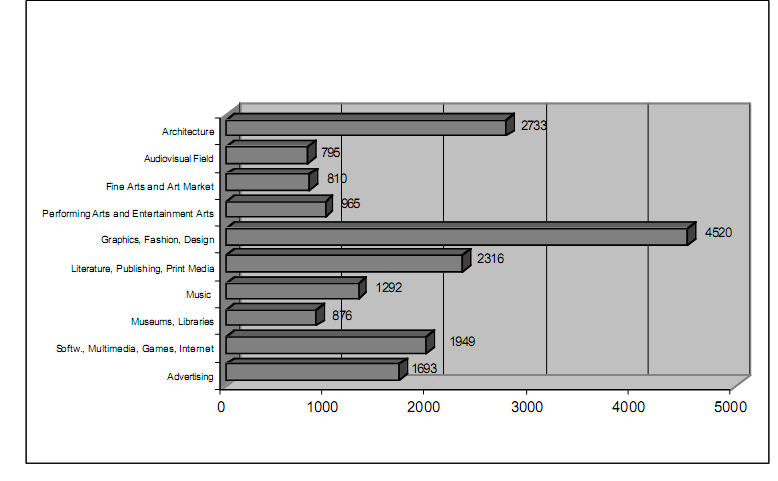 Architecture 2733
Audiovisual Field 795
Fine Arts and Art Market 810
Performing Arts and Entertainment Arts 965
Graphics, Fashion, Design 4520
Literature, Publishing, Print Media 2316
Music 1292
Museums, Libraries 876
Softw., Multimedia, Games, Internet 1949
Advertising 1693
0 1000 2000 3000 4000 5000